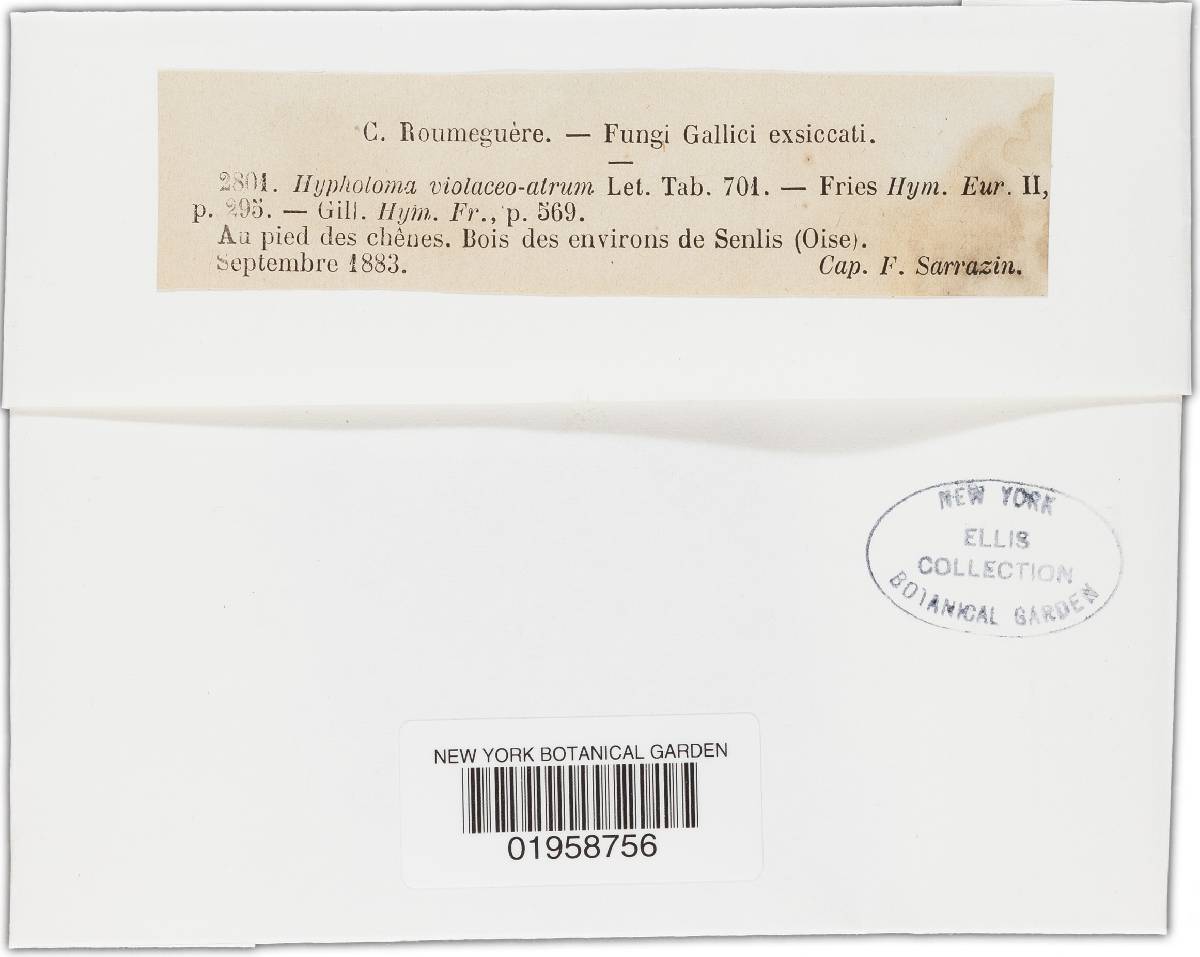 C. Roumeguère. — Fungi Gallici exsiccati.
2801. Hypholoma violaceo-atrum Let. Tab. 701. — Fries Hym. Eur. II,
p. 295. — Gill. Hym. Fr., p. 569.
Au pied des chênes. Bois des environs de Senlis (Oise).
Septembre 1883. Cap. F. Sarrazin.
NEW YORK
ELLIS
COLLECTION
BOTANICAL GARDEN
NEW YORK BOTANICAL GARDEN
01958756